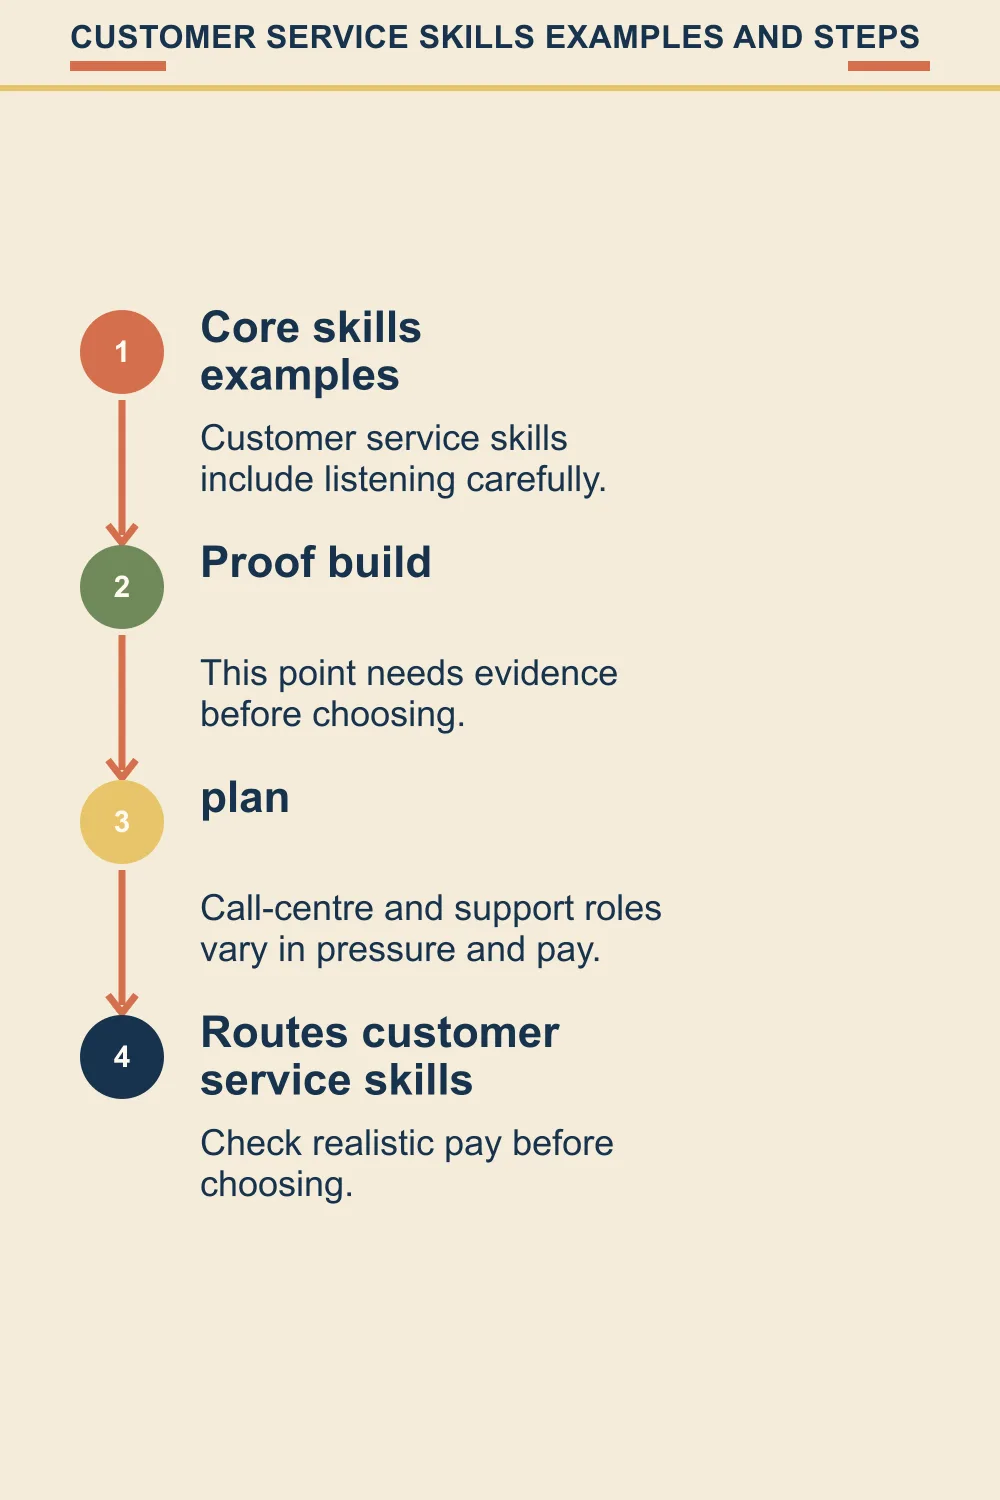 CUSTOMER SERVICE SKILLS EXAMPLES AND STEPS
1
Core skills
examples
Customer service skills
include listening carefully.
2
Proof build
This point needs evidence
before choosing.
3
plan
Call-centre and support roles
vary in pressure and pay.
4
Routes customer
service skills
Check realistic pay before
choosing.